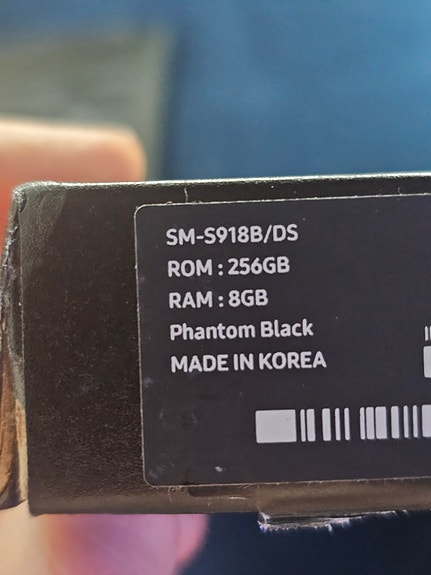 SM-S918B/DS
ROM : 256GB
RAM : 8GB
Phantom Black
MADE IN KOREA